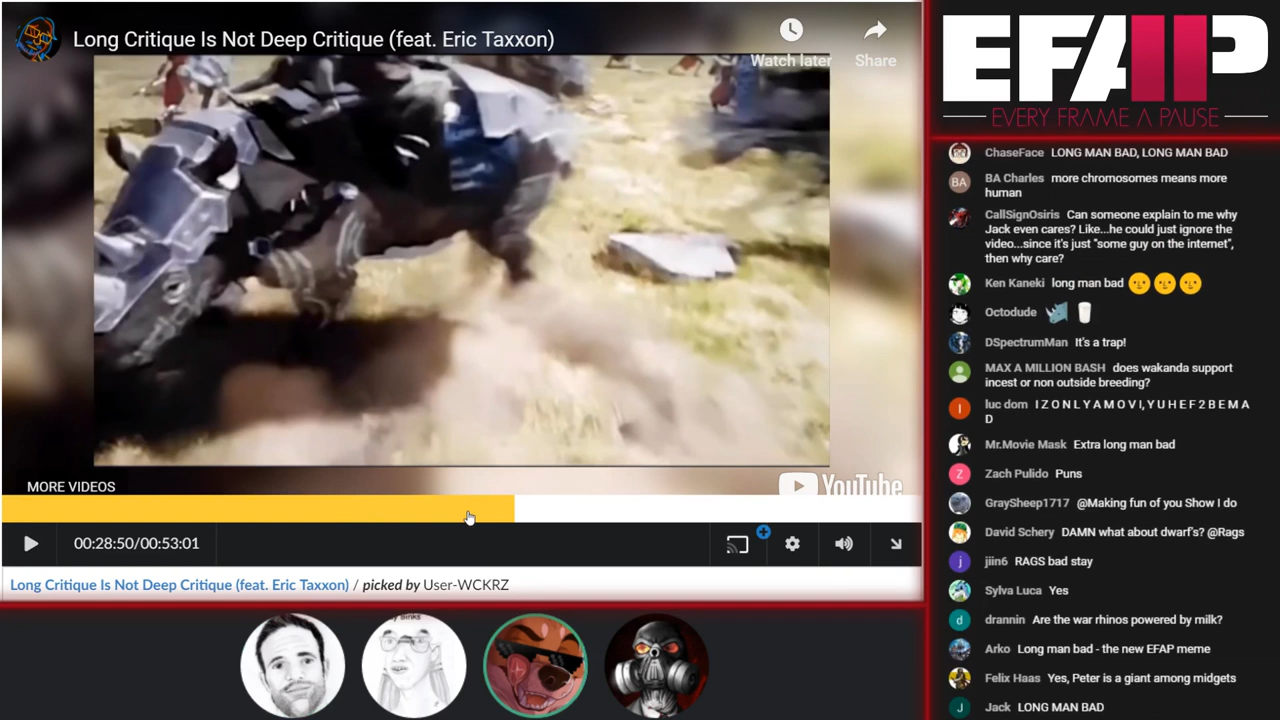 Long Critique Is Not Deep Critique (feat. Eric Taxxon)
Watch later
Share
MORE VIDEOS
YouTube
00:28:50/00:53:01
Long Critique Is Not Deep Critique (feat. Eric Taxxon) / picked by User-WCKRZ
EFAP
EVERY FRAME A PAUSE
ChaseFace LONG MAN BAD, LONG MAN BAD
BA
BA Charles more chromosomes means more
human
CallSignOsiris Can someone explain to me why
Jack even cares? Like...he could just ignore the
video...since it's just "some guy on the internet",
then why care?
Ken Kaneki long man bad
Octodude
DSpectrumMan It's a trap!
MAX A MILLION BASH does wakanda support
incest or non outside breeding?
l
luc dom I Z O N L Y A M O V I, Y U H E F 2 B E M A
D
Mr.Movie Mask Extra long man bad
Z
Zach Pulido Puns
GraySheep1717 @Making fun of you Show I do
David Schery DAMN what about dwarf's? @Rags
j
jiin6 RAGS bad stay
Sylva Luca Yes
d
drannin Are the war rhinos powered by milk?
Arko Long man bad - the new EFAP meme
Felix Haas Yes, Peter is a giant among midgets
J
Jack LONG MAN BAD